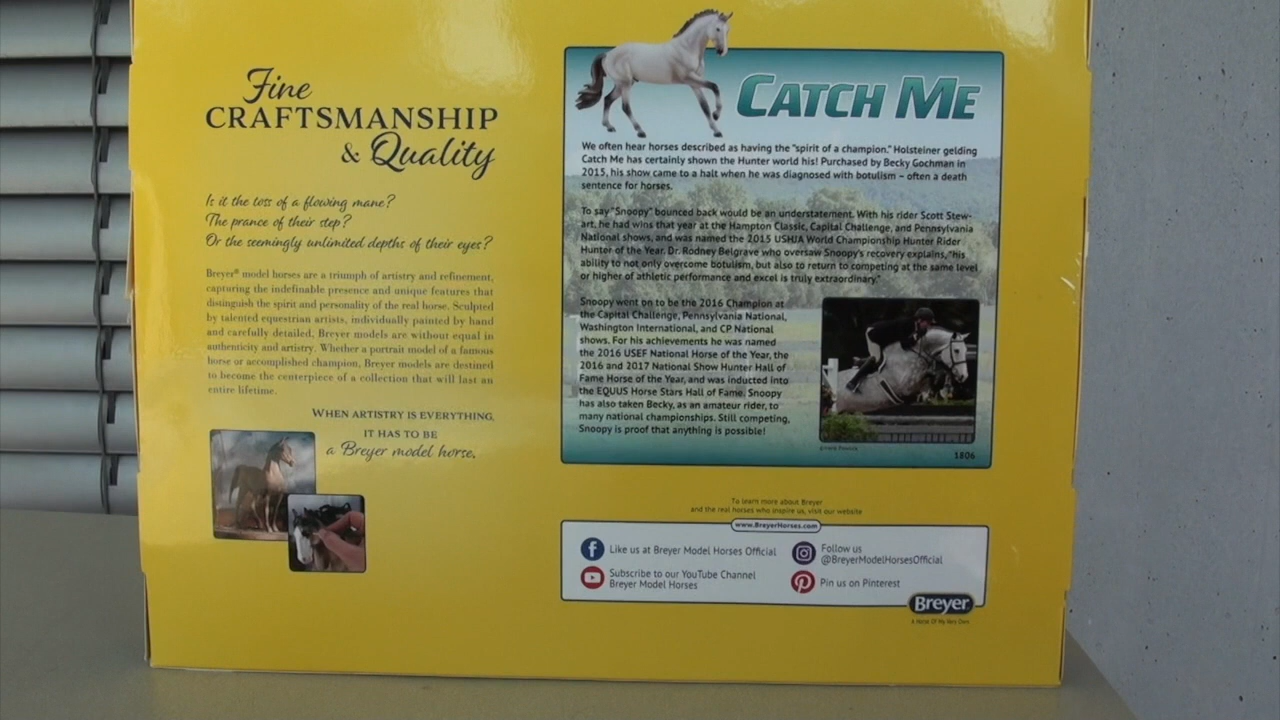 Fine
CRAFTSMANSHIP
& Quality
Is it the toss of a flowing mane?
The prance of their step?
Or the seemingly unlimited depths of their eyes?
Breyer® model horses are a triumph of artistry and refinement,
capturing the indefinable presence and unique features that
distinguish the spirit and personality of the real horse. Sculpted
by talented equestrian artists, individually painted by hand
and carefully detailed, Breyer models are without equal in
authenticity and artistry. Whether a portrait model of a famous
horse or accomplished champion, Breyer models are destined
to become the centerpiece of a collection that will last an
entire lifetime.
WHEN ARTISTRY IS EVERYTHING,
IT HAS TO BE
a Breyer model horse.
CATCH ME
We often hear horses described as having the "spirit of a champion." Holsteiner gelding
Catch Me has certainly shown the Hunter world his! Purchased by Becky Gochman in
2015, his show came to a halt when he was diagnosed with botulism – often a death
sentence for horses.
To say "Snoopy" bounced back would be an understatement. With his rider Scott Stew-
art, he had wins that year at the Hampton Classic, Capital Challenge, and Pennsylvania
National shows, and was named the 2015 USHJA World Championship Hunter Rider
Hunter of the Year. Dr. Rodney Belgrave who oversaw Snoopy's recovery explains, "his
ability to not only overcome botulism, but also to return to competing at the same level
or higher of athletic performance and excel is truly extraordinary."
Snoopy went on to be the 2016 Champion at
the Capital Challenge, Pennsylvania National,
Washington International, and CP National
shows. For his achievements he was named
the 2016 USEF National Horse of the Year, the
2016 and 2017 National Show Hunter Hall of
Fame Horse of the Year, and was inducted into
the EQUUS Horse Stars Hall of Fame. Snoopy
has also taken Becky, as an amateur rider, to
many national championships. Still competing,
Snoopy is proof that anything is possible!
1806
To learn more about Breyer
and the real horses who inspire us, visit our website
www.BreyerHorses.com
Like us at Breyer Model Horses Official
Subscribe to our YouTube Channel
Breyer Model Horses
Follow us
@BreyerModelHorsesOfficial
Pin us on Pinterest
Breyer
A Horse Of My Very Own